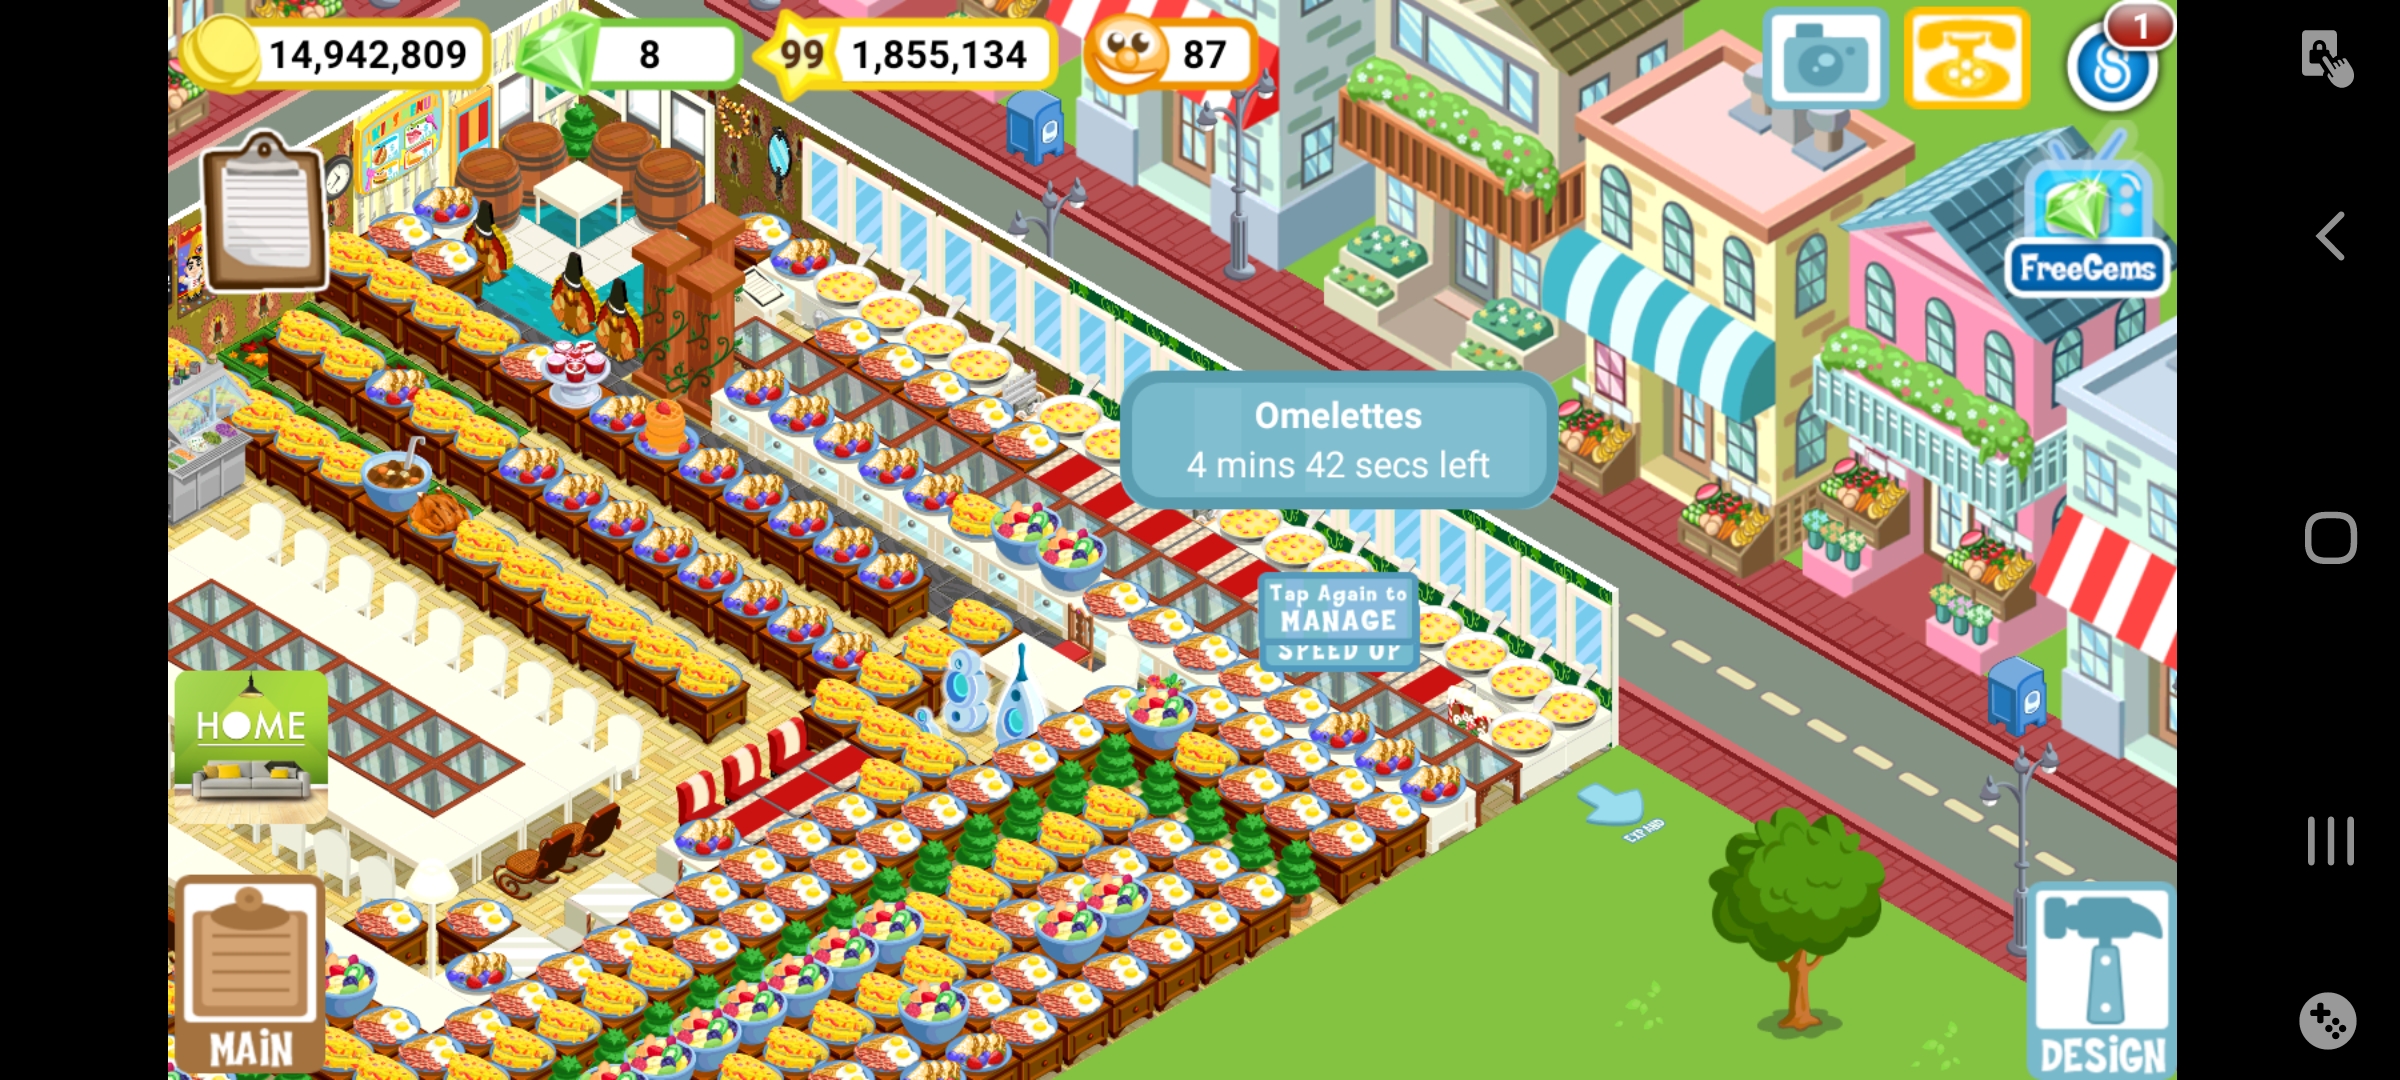 14,942,809
8
99
1,855,134
87
1
FreeGems
Omelettes
4 mins 42 secs left
Tap Again to
MANAGE
SPEED UP
HOME
EXPAND
MAiN
DESiGN